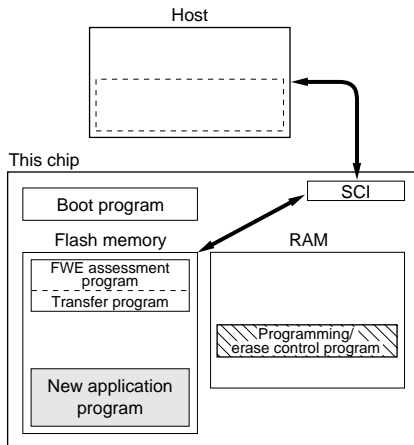 Host
This chip
SCI
Boot program
Flash memory
RAM
FWE assessment
program
Transfer program
Programming/
erase control program
New application
program